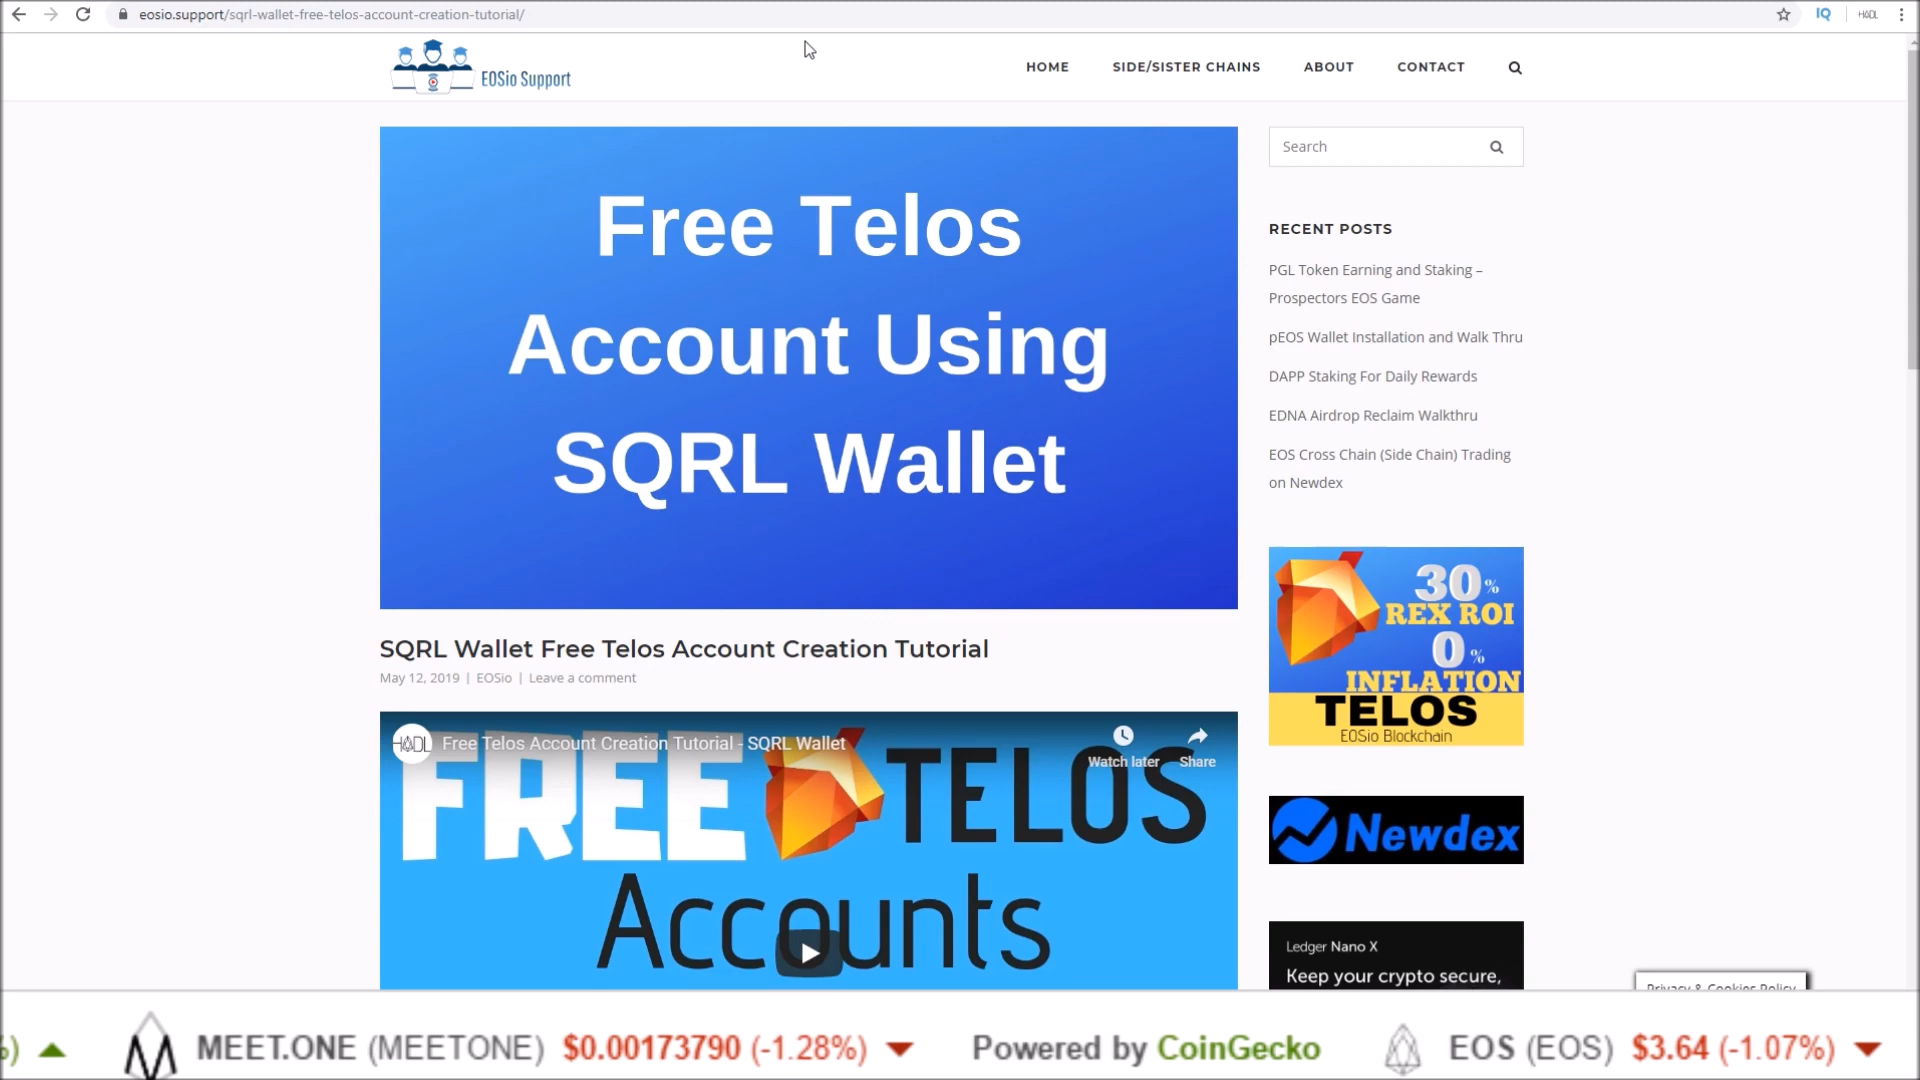 eosio.support/sqrl-wallet-free-telos-account-creation-tutorial/
IQ
HODL
EOSio Support
HOME
SIDE/SISTER CHAINS
ABOUT
CONTACT
Free Telos
Account Using
SQRL Wallet
Search
RECENT POSTS
PGL Token Earning and Staking –
Prospectors EOS Game
pEOS Wallet Installation and Walk Thru
DAPP Staking For Daily Rewards
EDNA Airdrop Reclaim Walkthru
EOS Cross Chain (Side Chain) Trading
on Newdex
30%
REX ROI
0%
INFLATION
TELOS
EOSio Blockchain
SQRL Wallet Free Telos Account Creation Tutorial
May 12, 2019 | EOSio | Leave a comment
HODL
Free Telos Account Creation Tutorial - SQRL Wallet
Watch later
Share
FREE TELOS
Accounts
Newdex
Ledger Nano X
Keep your crypto secure,
Privacy & Cookies Policy
%)
MEET.ONE (MEETONE) $0.00173790 (-1.28%)
Powered by CoinGecko
EOS (EOS) $3.64 (-1.07%)